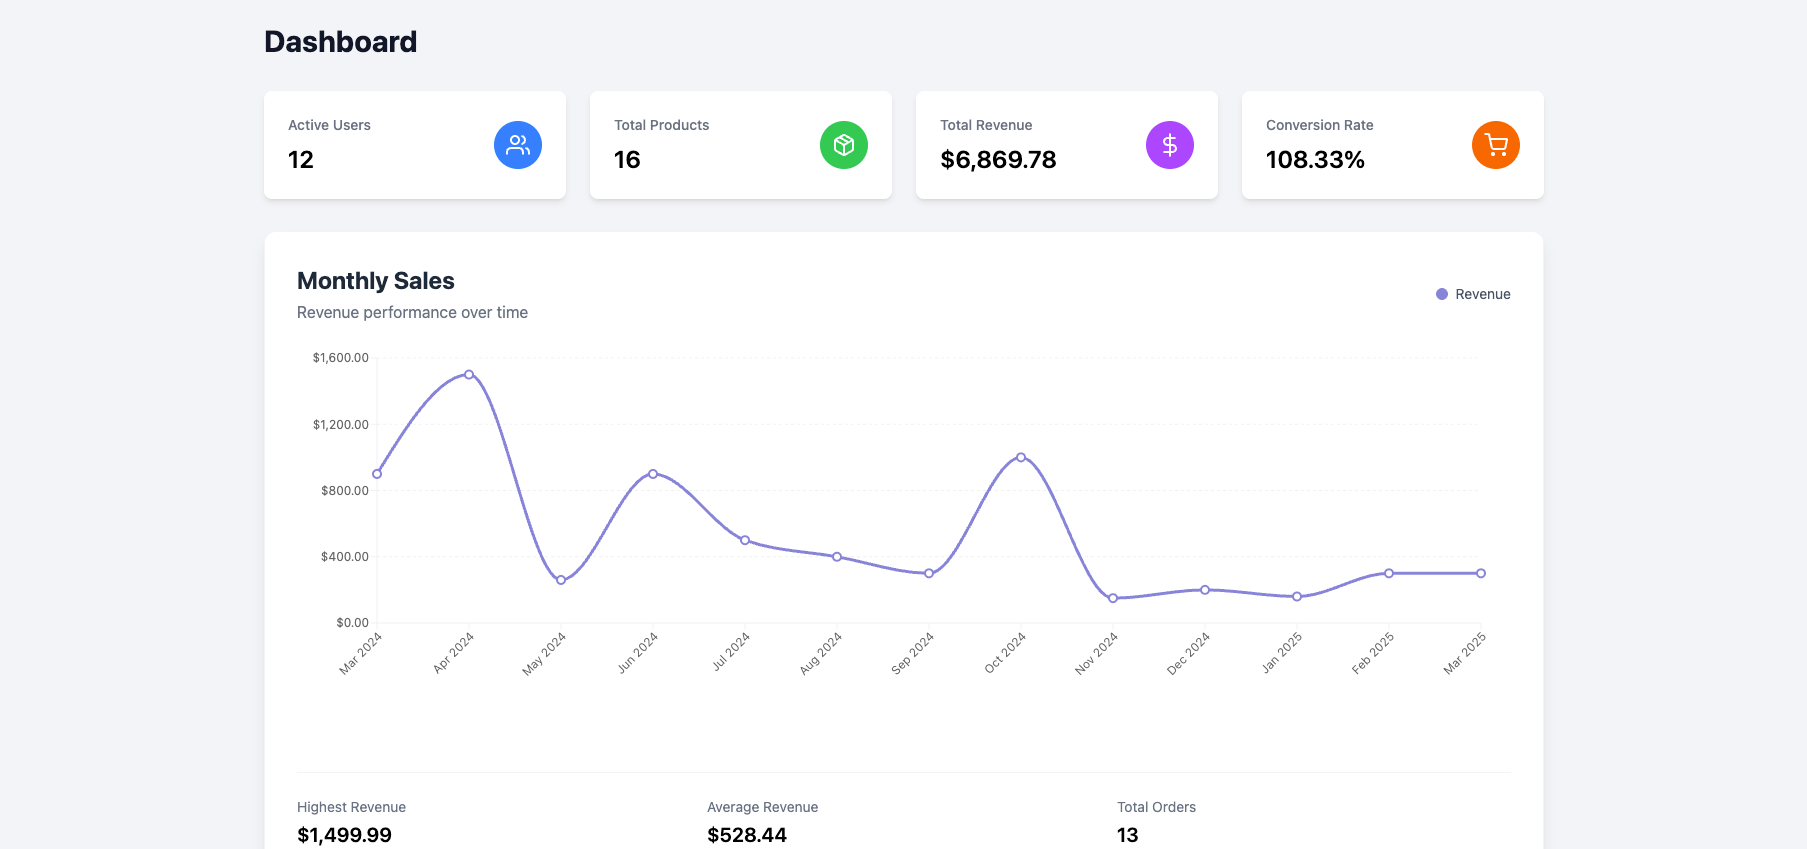 Dashboard
Active Users
12
Total Products
16
Total Revenue
$6,869.78
Conversion Rate
108.33%
Monthly Sales
Revenue performance over time
Revenue
$1,600.00
$1,200.00
$800.00
$400.00
$0.00
Mar 2024
Apr 2024
May 2024
Jun 2024
Jul 2024
Aug 2024
Sep 2024
Oct 2024
Nov 2024
Dec 2024
Jan 2025
Feb 2025
Mar 2025
Highest Revenue
$1,499.99
Average Revenue
$528.44
Total Orders
13